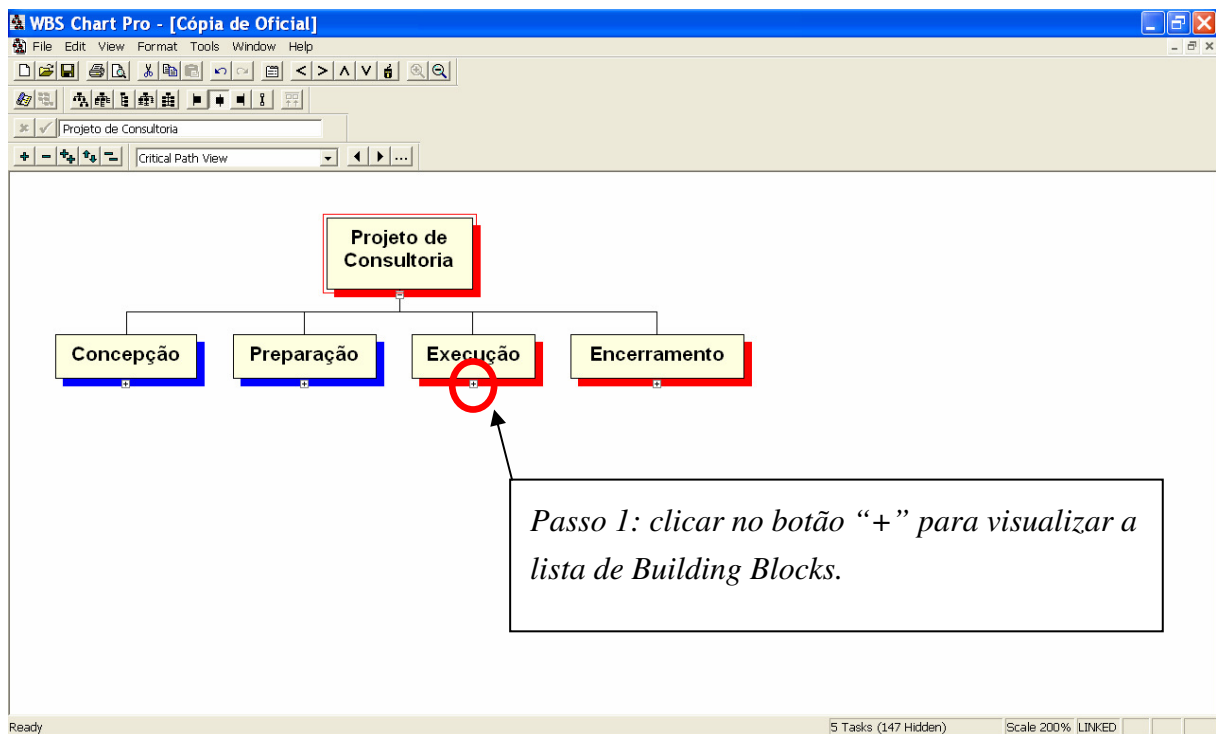 WBS Chart Pro - [Cópia de Oficial]
File Edit View Format Tools Window Help
Projeto de Consultoria
Critical Path View
Projeto de
Consultoria
Concepção Preparação Execução Encerramento
Passo 1: clicar no botão “+” para visualizar a
lista de Building Blocks.
Ready 5 Tasks (147 Hidden) Scale 200% LINKED